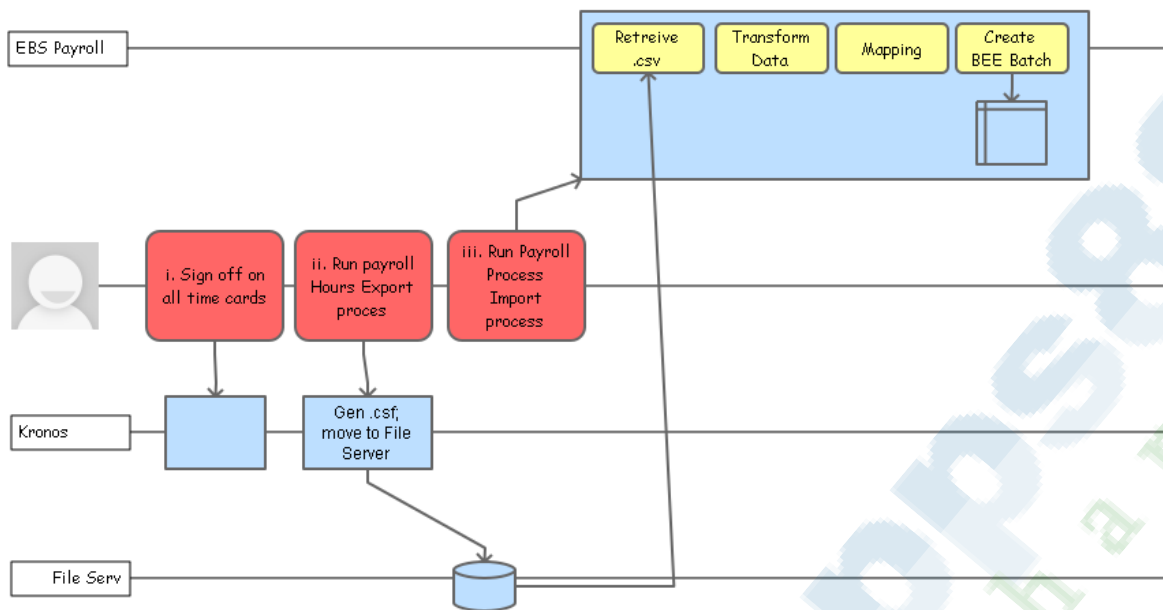 EBS Payroll
Retreive
.csv
Transform
Data
Mapping
Create
BEE Batch
i. Sign off on
all time cards
ii. Run payroll
Hours Export
proces
iii. Run Payroll
Process
Import
process
Kronos
Gen .csf;
move to File
Server
File Serv